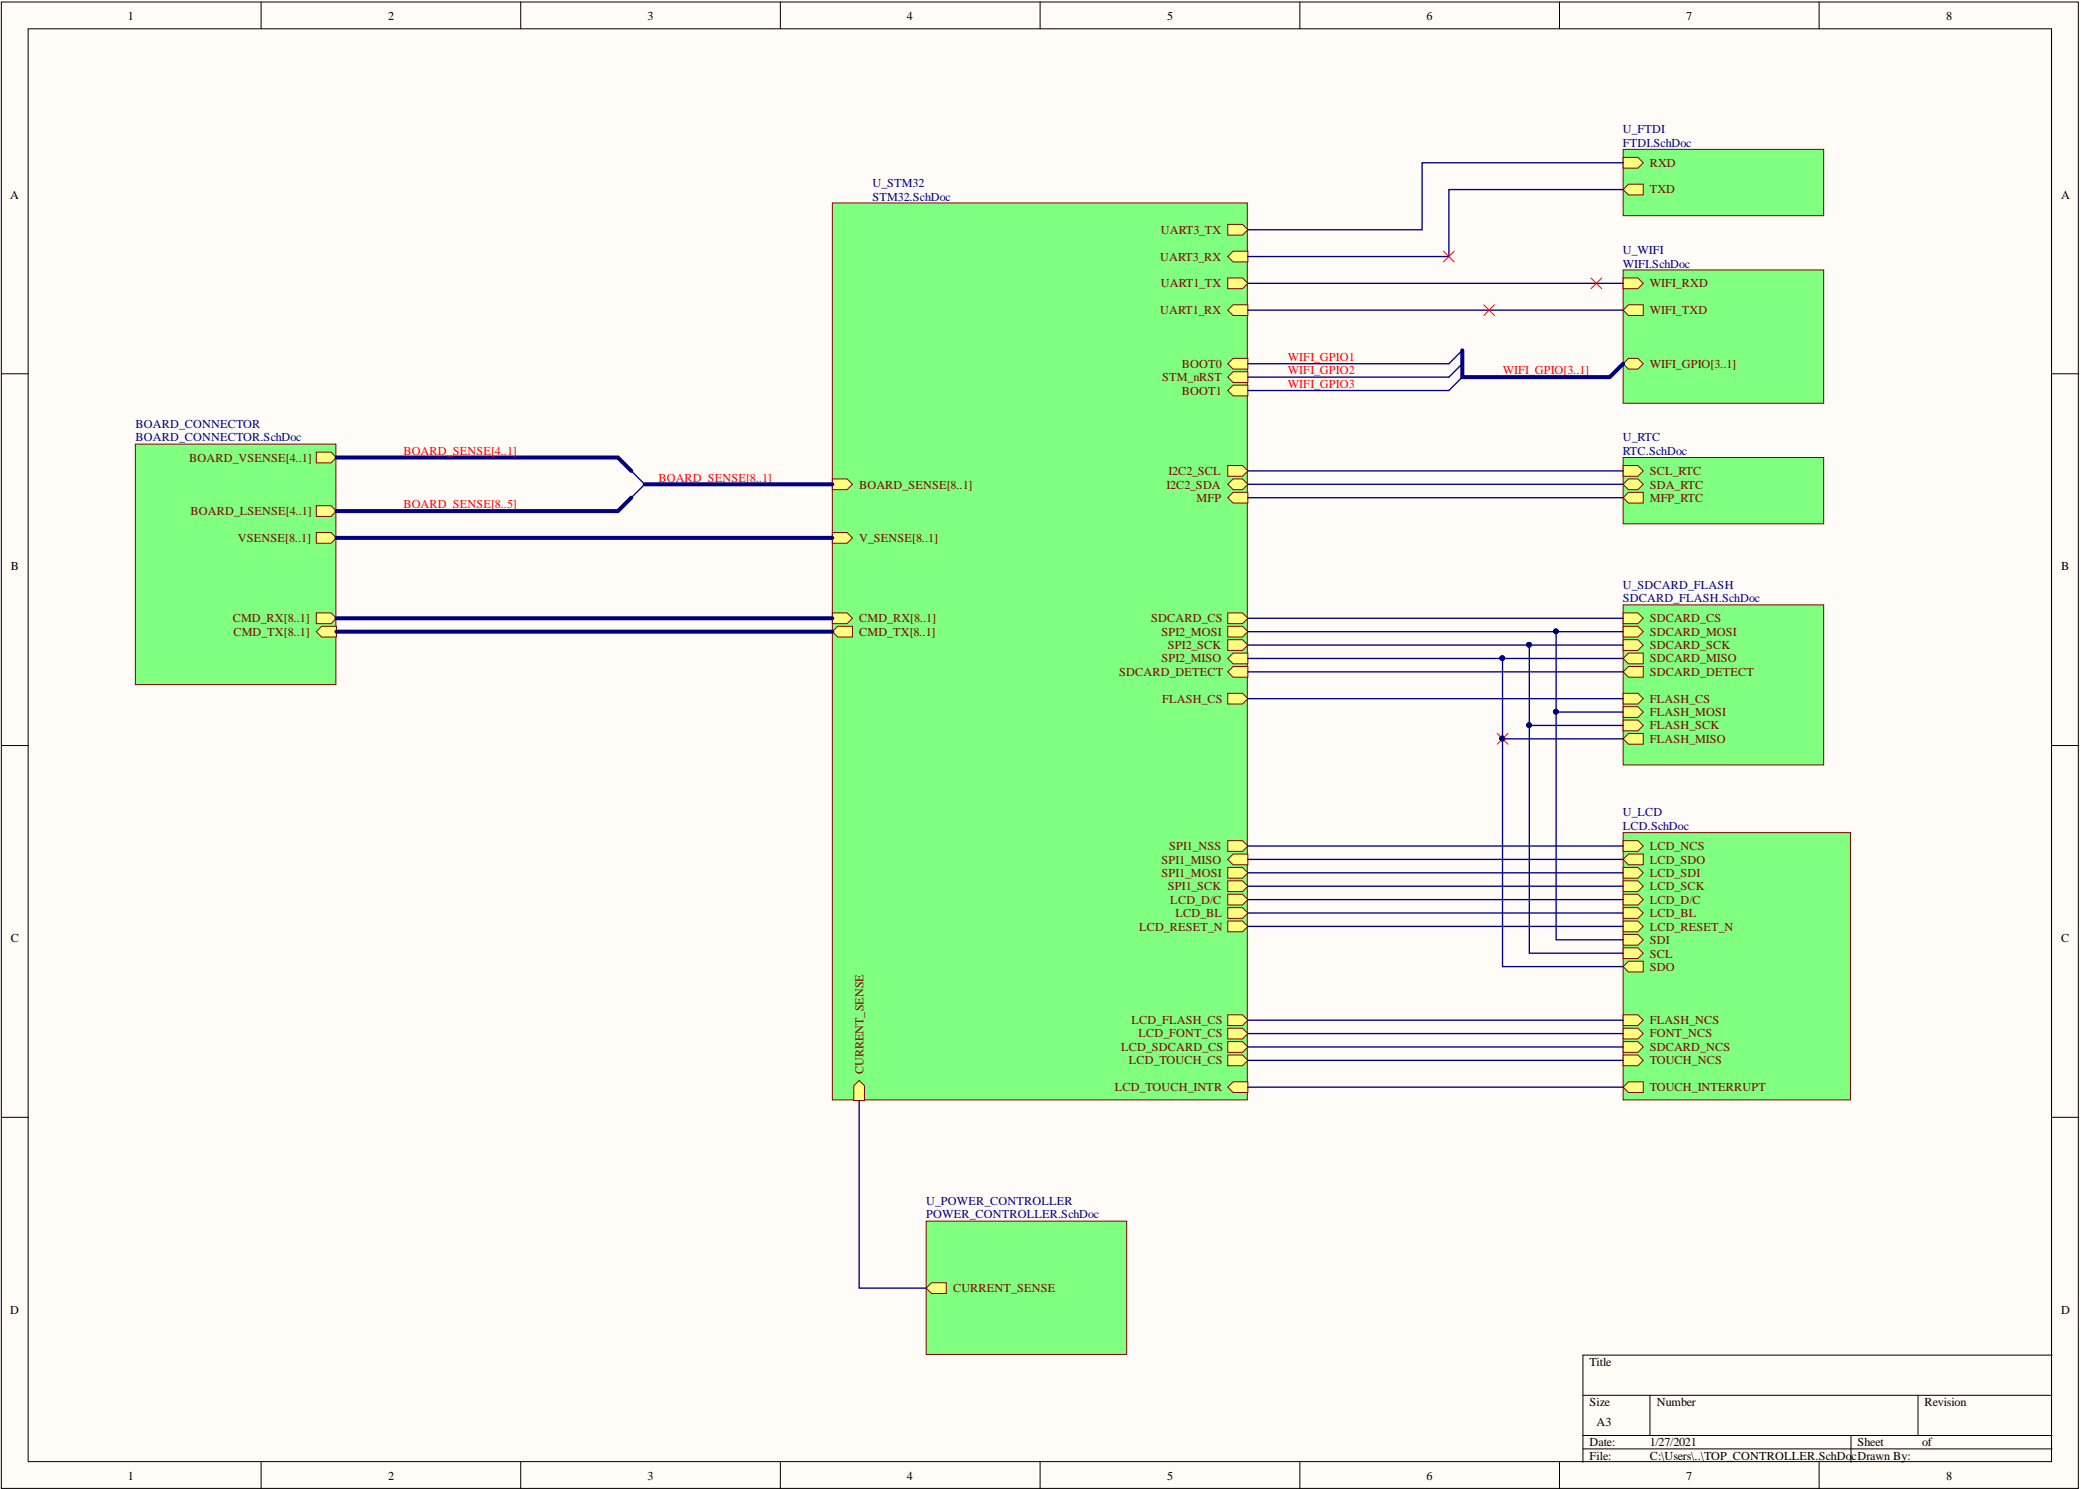 1 2 3 4 5 6 7 8
A A
B B
C C
D D
U_FTDI
FTDI.SchDoc
RXD
TXD
U_STM32
STM32.SchDoc
UART3_TX
UART3_RX
UART1_TX
UART1_RX
BOOT0
STM_nRST
BOOT1
WIFI_GPIO1
WIFI_GPIO2
WIFI_GPIO3
WIFI_GPIO[3..1]
U_WIFI
WIFI.SchDoc
WIFI_RXD
WIFI_TXD
WIFI_GPIO[3..1]
BOARD_CONNECTOR
BOARD_CONNECTOR.SchDoc
BOARD_VSENSE[4..1]
BOARD_LSENSE[4..1]
VSENSE[8..1]
CMD_RX[8..1]
CMD_TX[8..1]
BOARD_SENSE[4..1]
BOARD_SENSE[8..1]
BOARD_SENSE[8..5]
BOARD_SENSE[8..1]
V_SENSE[8..1]
CMD_RX[8..1]
CMD_TX[8..1]
I2C2_SCL
I2C2_SDA
MFP
U_RTC
RTC.SchDoc
SCL_RTC
SDA_RTC
MFP_RTC
SDCARD_CS
SPI2_MOSI
SPI2_SCK
SPI2_MISO
SDCARD_DETECT
FLASH_CS
U_SDCARD_FLASH
SDCARD_FLASH.SchDoc
SDCARD_CS
SDCARD_MOSI
SDCARD_SCK
SDCARD_MISO
SDCARD_DETECT
FLASH_CS
FLASH_MOSI
FLASH_SCK
FLASH_MISO
SPI1_NSS
SPI1_MISO
SPI1_MOSI
SPI1_SCK
LCD_D/C
LCD_BL
LCD_RESET_N
LCD_FLASH_CS
LCD_FONT_CS
LCD_SDCARD_CS
LCD_TOUCH_CS
LCD_TOUCH_INTR
CURRENT_SENSE
U_LCD
LCD.SchDoc
LCD_NCS
LCD_SDO
LCD_SDI
LCD_SCK
LCD_D/C
LCD_BL
LCD_RESET_N
SDI
SCL
SDO
FLASH_NCS
FONT_NCS
SDCARD_NCS
TOUCH_NCS
TOUCH_INTERRUPT
U_POWER_CONTROLLER
POWER_CONTROLLER.SchDoc
CURRENT_SENSE
Title
Size Number Revision
A3
Date: 1/27/2021 Sheet of
File: C:\Users\..\TOP_CONTROLLER.SchDoc Drawn By:
1 2 3 4 5 6 7 8